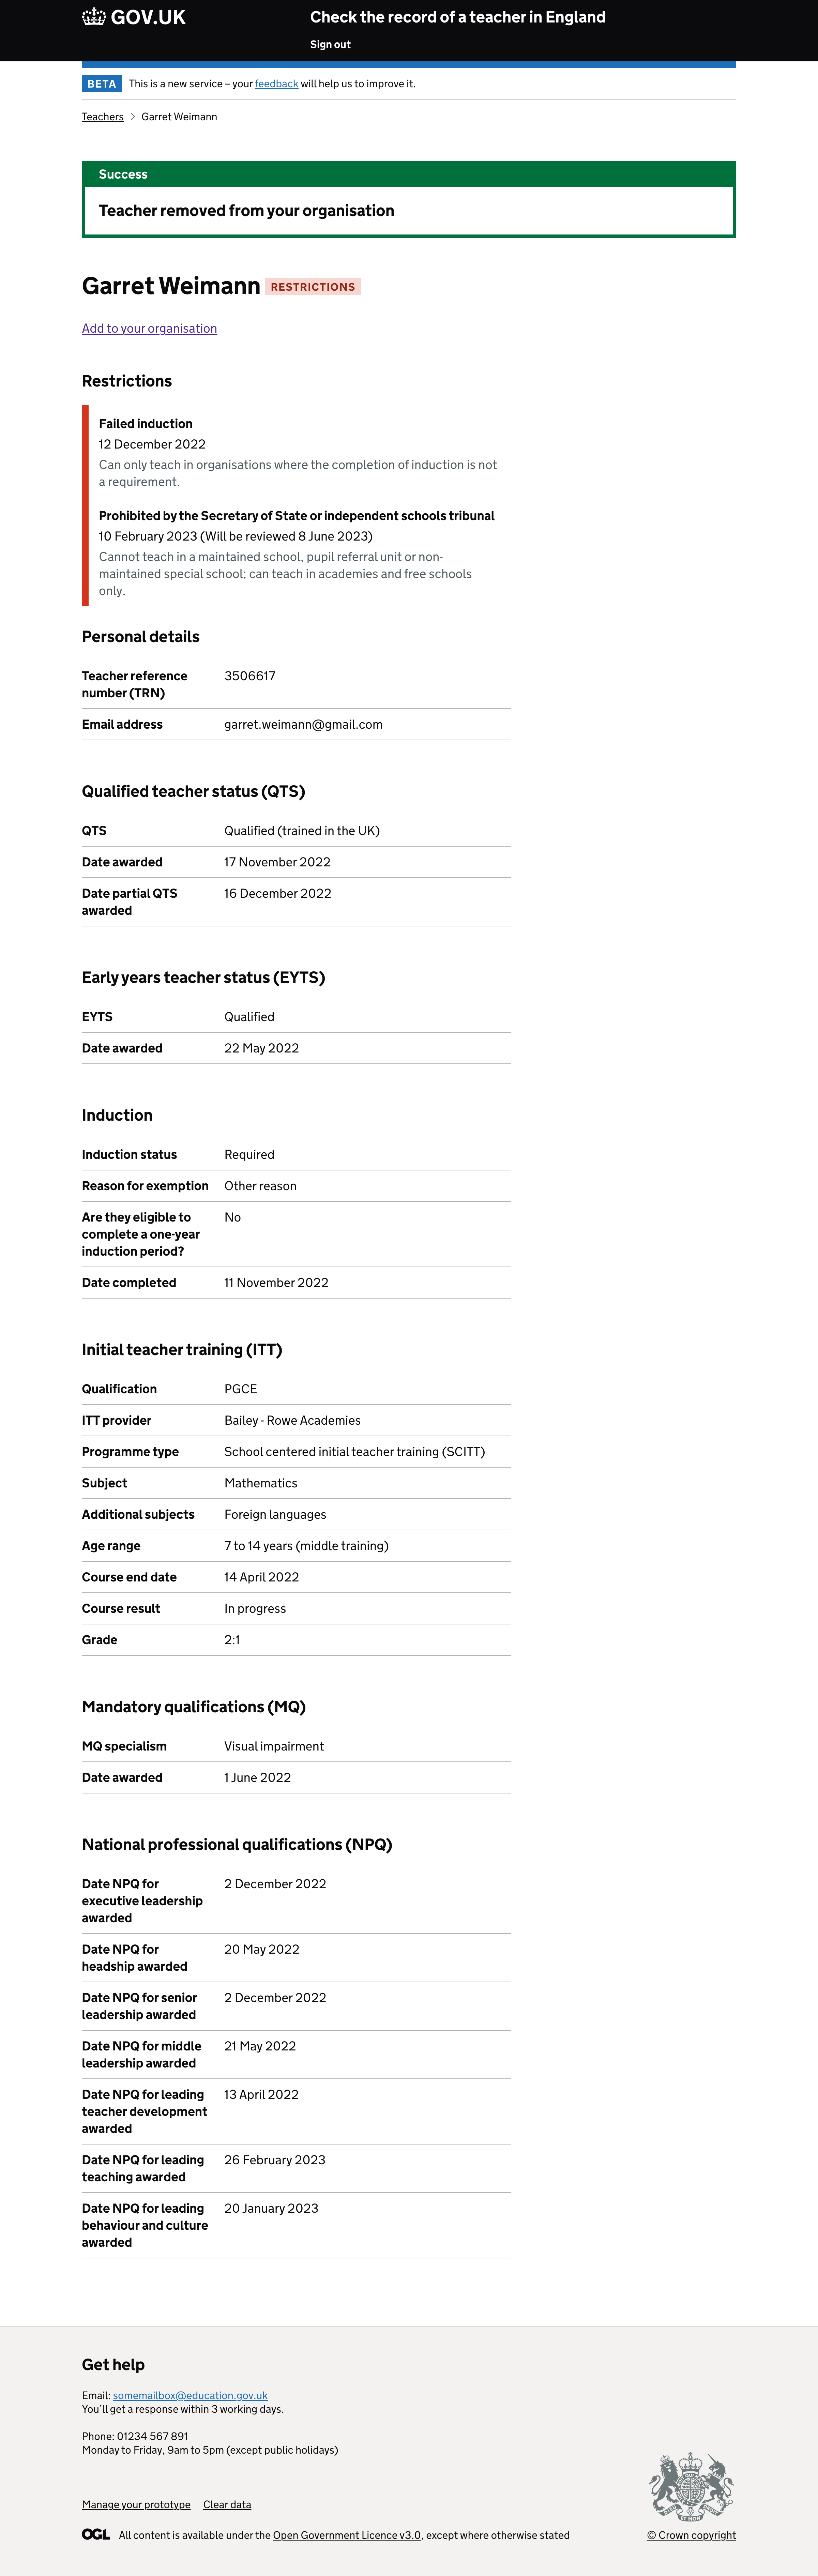 GOV.UK
Check the record of a teacher in England
Sign out
BETA This is a new service – your feedback will help us to improve it.
Teachers > Garret Weimann
Success
Teacher removed from your organisation
Garret Weimann RESTRICTIONS
Add to your organisation
Restrictions
Failed induction
12 December 2022
Can only teach in organisations where the completion of induction is not
a requirement.
Prohibited by the Secretary of State or independent schools tribunal
10 February 2023 (Will be reviewed 8 June 2023)
Cannot teach in a maintained school, pupil referral unit or non-
maintained special school; can teach in academies and free schools
only.
Personal details
Teacher reference 3506617
number (TRN)
Email address garret.weimann@gmail.com
Qualified teacher status (QTS)
QTS Qualified (trained in the UK)
Date awarded 17 November 2022
Date partial QTS 16 December 2022
awarded
Early years teacher status (EYTS)
EYTS Qualified
Date awarded 22 May 2022
Induction
Induction status Required
Reason for exemption Other reason
Are they eligible to No
complete a one-year
induction period?
Date completed 11 November 2022
Initial teacher training (ITT)
Qualification PGCE
ITT provider Bailey - Rowe Academies
Programme type School centered initial teacher training (SCITT)
Subject Mathematics
Additional subjects Foreign languages
Age range 7 to 14 years (middle training)
Course end date 14 April 2022
Course result In progress
Grade 2:1
Mandatory qualifications (MQ)
MQ specialism Visual impairment
Date awarded 1 June 2022
National professional qualifications (NPQ)
Date NPQ for 2 December 2022
executive leadership
awarded
Date NPQ for 20 May 2022
headship awarded
Date NPQ for senior 2 December 2022
leadership awarded
Date NPQ for middle 21 May 2022
leadership awarded
Date NPQ for leading 13 April 2022
teacher development
awarded
Date NPQ for leading 26 February 2023
teaching awarded
Date NPQ for leading 20 January 2023
behaviour and culture
awarded
Get help
Email: somemailbox@education.gov.uk
You'll get a response within 3 working days.
Phone: 01234 567 891
Monday to Friday, 9am to 5pm (except public holidays)
Manage your prototype Clear data
OGL All content is available under the Open Government Licence v3.0, except where otherwise stated
© Crown copyright